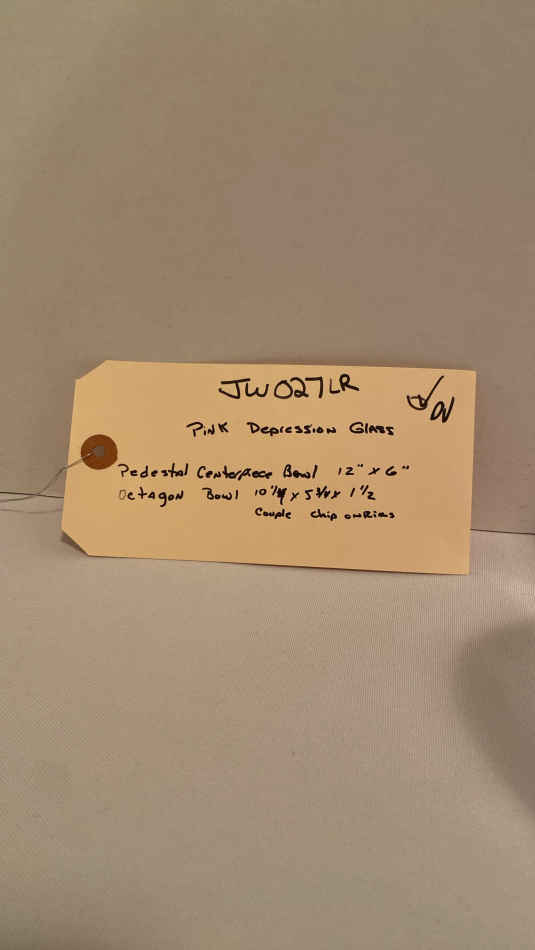 JW027LR
Pink Depression Glass
Pedestal Centerpiece Bowl 12" x 6"
Octagon Bowl 10 1/4 x 5 3/4 x 1 1/2
Couple chip on Rims